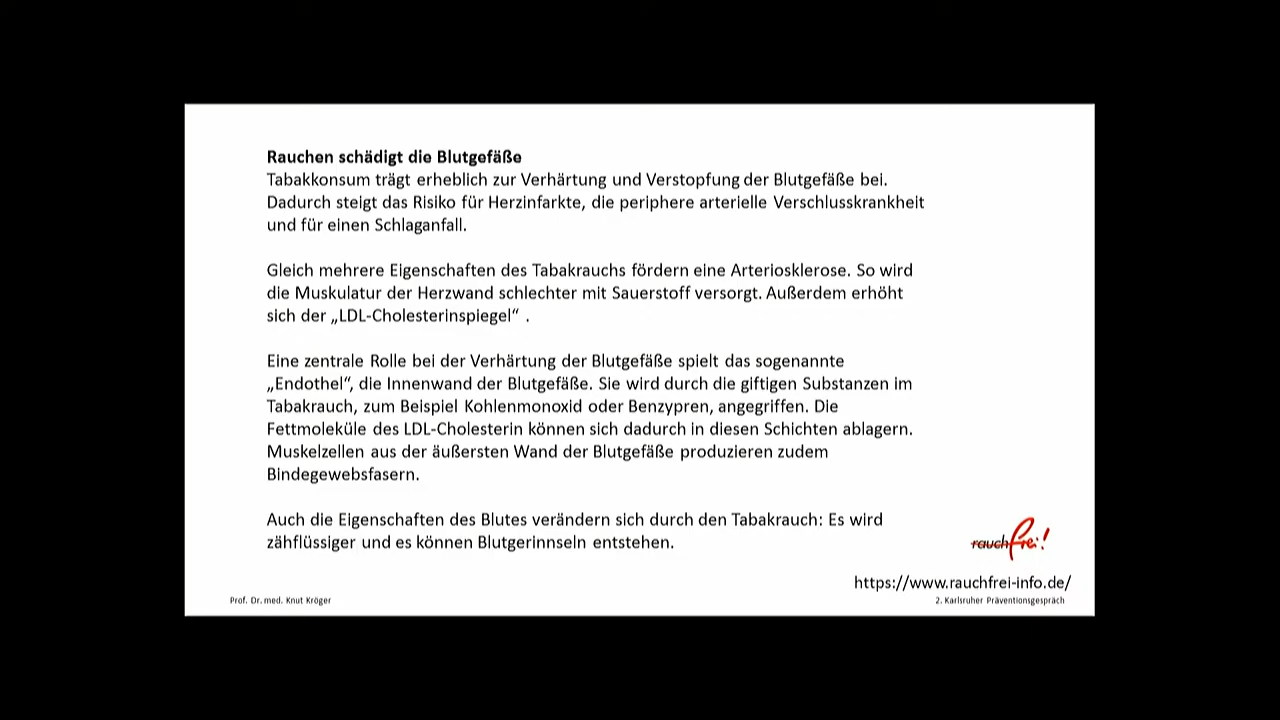 Rauchen schädigt die Blutgefäße
Tabakkonsum trägt erheblich zur Verhärtung und Verstopfung der Blutgefäße bei.
Dadurch steigt das Risiko für Herzinfarkte, die periphere arterielle Verschlusskrankheit
und für einen Schlaganfall.
Gleich mehrere Eigenschaften des Tabakrauchs fördern eine Arteriosklerose. So wird
die Muskulatur der Herzwand schlechter mit Sauerstoff versorgt. Außerdem erhöht
sich der „LDL-Cholesterinspiegel“ .
Eine zentrale Rolle bei der Verhärtung der Blutgefäße spielt das sogenannte
„Endothel“, die Innenwand der Blutgefäße. Sie wird durch die giftigen Substanzen im
Tabakrauch, zum Beispiel Kohlenmonoxid oder Benzypren, angegriffen. Die
Fettmoleküle des LDL-Cholesterin können sich dadurch in diesen Schichten ablagern.
Muskelzellen aus der äußersten Wand der Blutgefäße produzieren zudem
Bindegewebsfasern.
Auch die Eigenschaften des Blutes verändern sich durch den Tabakrauch: Es wird
zähflüssiger und es können Blutgerinnseln entstehen.
rauchfrei!
https://www.rauchfrei-info.de/
Prof. Dr. med. Knut Kröger
2. Karlsruher Präventionsgespräch